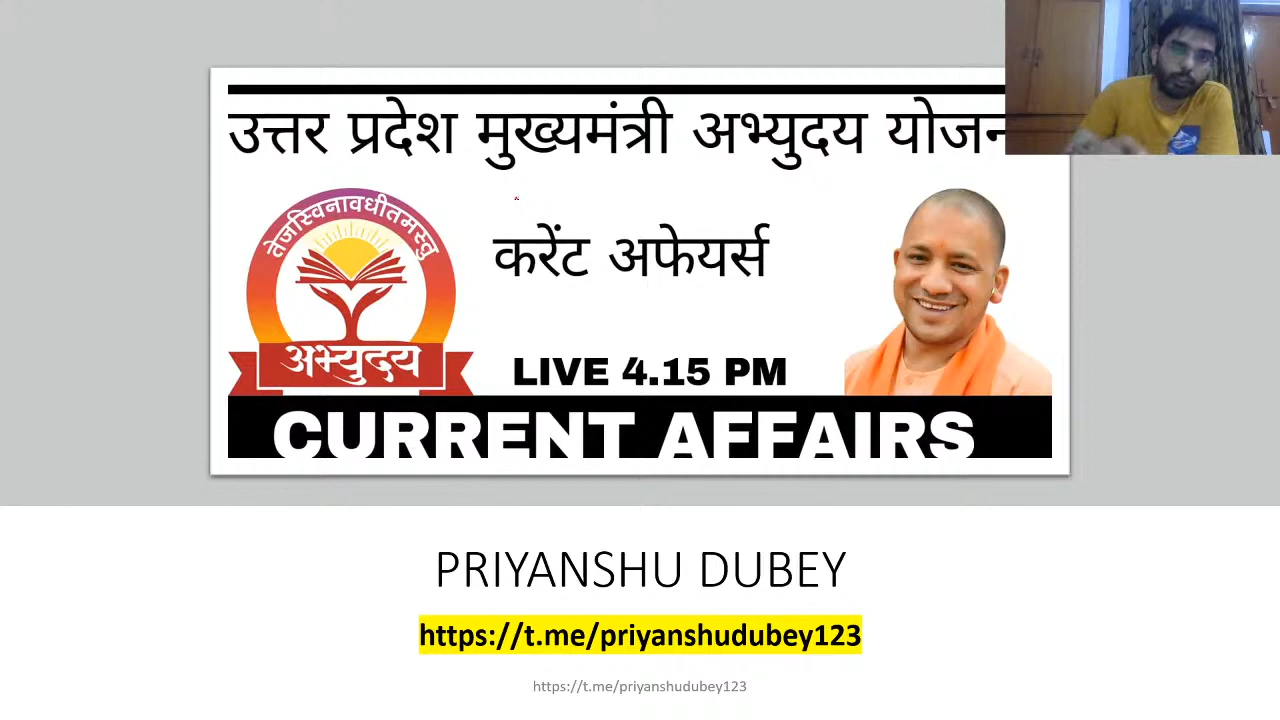 उत्तर प्रदेश मुख्यमंत्री अभ्युदय योजन
तेजस्विनावधीतमस्तु
करेंट अफेयर्स
अभ्युदय
LIVE 4.15 PM
CURRENT AFFAIRS
PRIYANSHU DUBEY
https://t.me/priyanshudubey123
https://t.me/priyanshudubey123